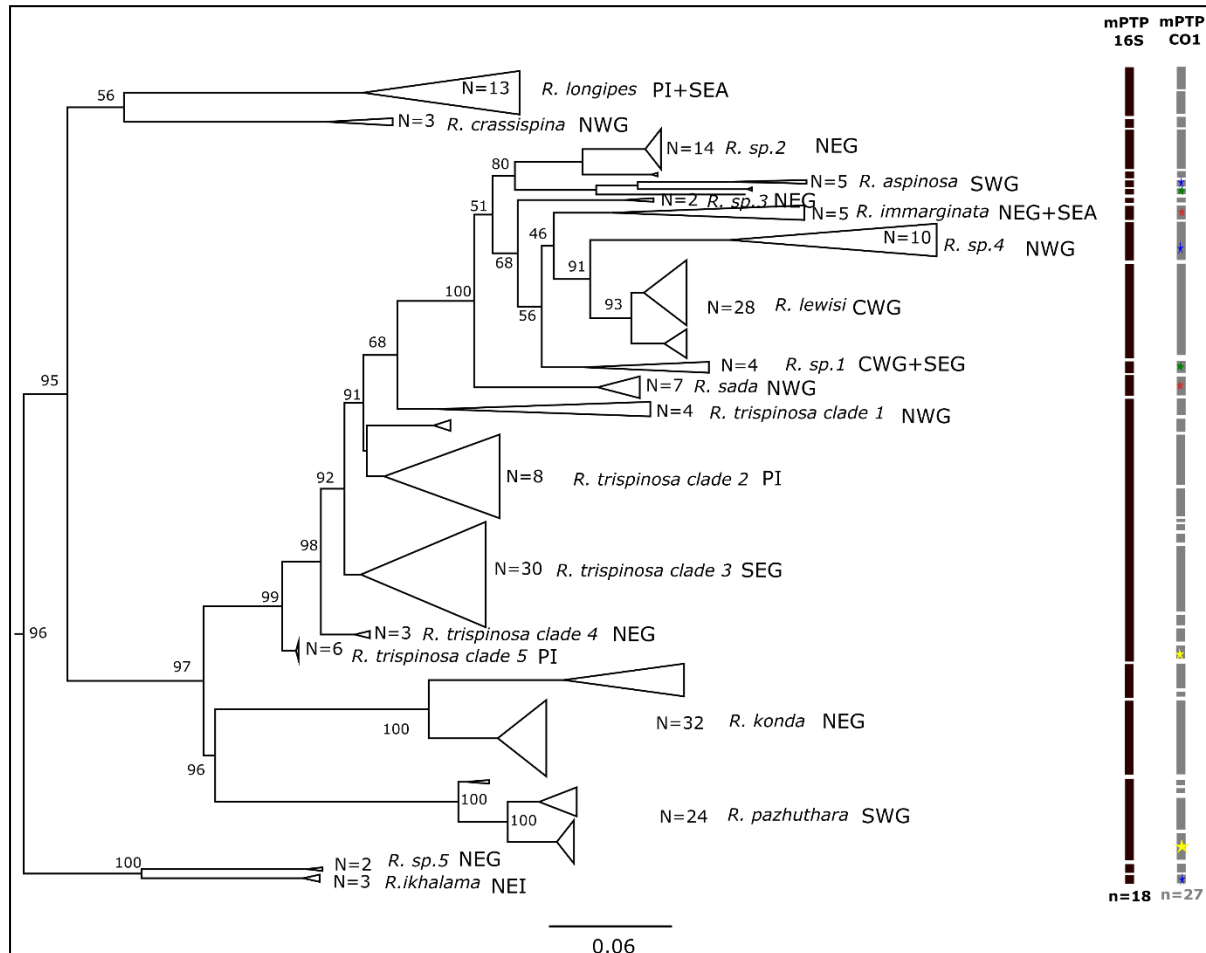 mPTP mPTP
16S CO1
56
N=13 R. longipes PI+SEA
N=3 R. crassispina NWG
N=14 R. sp.2 NEG
80
N=5 R. aspinosa SWG
N=2 R. sp.3 NEG
51
N=5 R. immarginata NEG+SEA
46
N=10 R. sp.4 NWG
68
91
100
93
N=28 R. lewisi CWG
56
68
N=4 R. sp.1 CWG+SEG
95
N=7 R. sada NWG
91
N=4 R. trispinosa clade 1 NWG
N=8 R. trispinosa clade 2 PI
92
98
N=30 R. trispinosa clade 3 SEG
99
96
N=3 R. trispinosa clade 4 NEG
N=6 R. trispinosa clade 5 PI
97
N=32 R. konda NEG
100
96
100
N=24 R. pazhuthara SWG
100
100
N=2 R. sp.5 NEG
N=3 R.ikhalama NEI
n=18 n=27
0.06